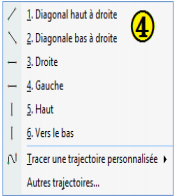 1. Diagonal haut à droite
2. Diagonale bas à droite
4
3. Droite
4. Gauche
5. Haut
6. Vers le bas
Tracer une trajectoire personnalisée
Autres trajectoires...